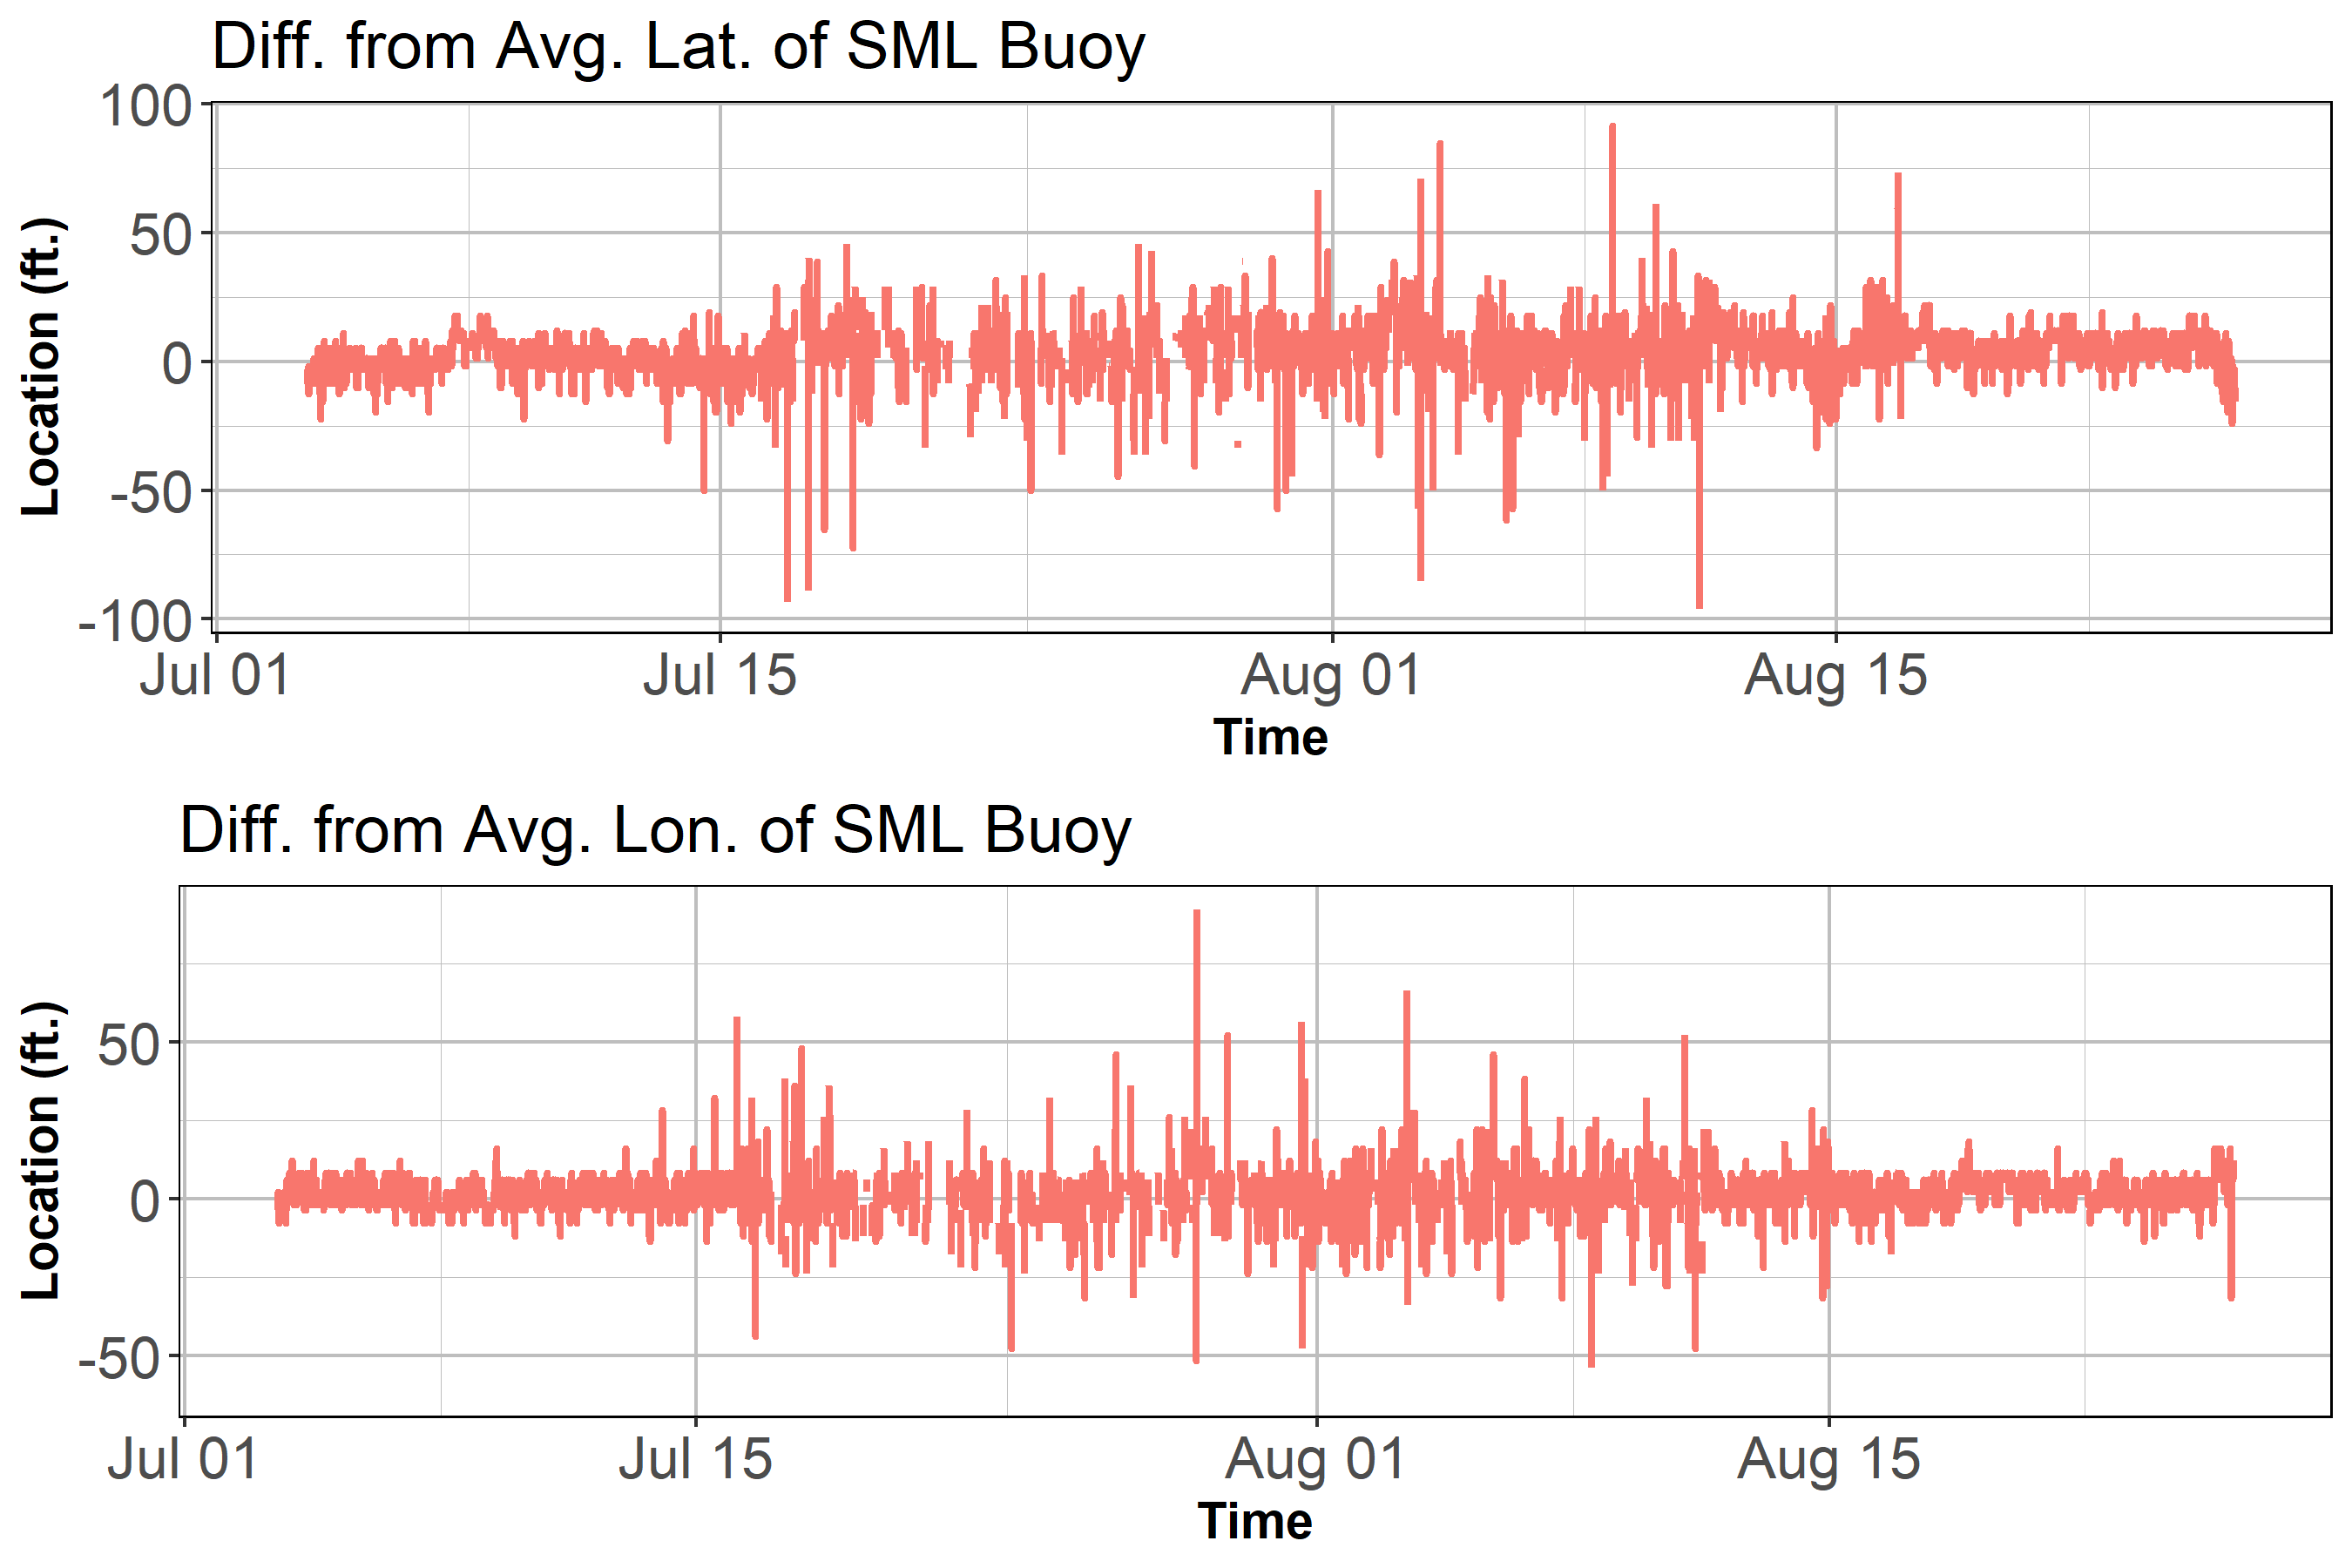 Diff. from Avg. Lat. of SML Buoy
100
50
0
-50
-100
Location (ft.)
Jul 01 Jul 15 Aug 01 Aug 15
Time
Diff. from Avg. Lon. of SML Buoy
50
0
-50
Location (ft.)
Jul 01 Jul 15 Aug 01 Aug 15
Time